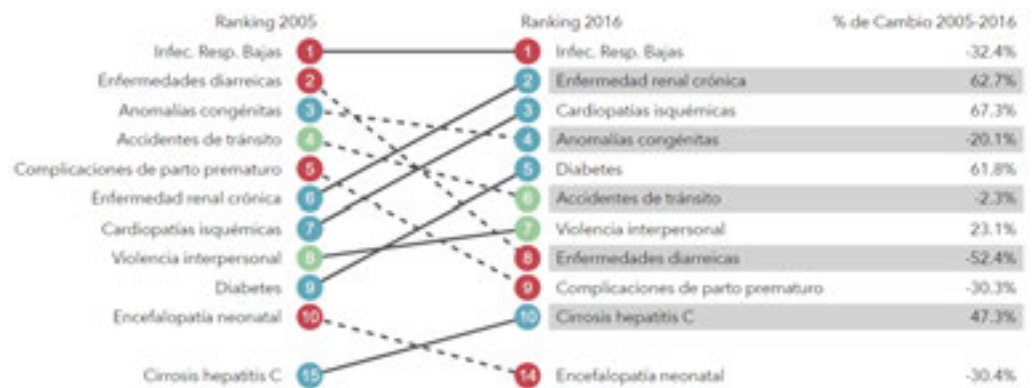 Ranking 2005 Ranking 2016 % de Cambio 2005-2016
Infec. Resp. Bajas 1 1 Infec. Resp. Bajas -32.4%
Enfermedades diarreicas 2 2 Enfermedad renal crónica 62.7%
Anomalías congénitas 3 3 Cardiopatías isquémicas 67.3%
Accidentes de tránsito 4 4 Anomalías congénitas -20.1%
Complicaciones de parto prematuro 5 5 Diabetes 61.8%
Enfermedad renal crónica 6 6 Accidentes de tránsito -2.3%
Cardiopatías isquémicas 7 7 Violencia interpersonal 23.1%
Violencia interpersonal 8 8 Enfermedades diarreicas -52.4%
Diabetes 9 9 Complicaciones de parto prematuro -30.3%
Encefalopatía neonatal 10 10 Cirrosis hepatitis C 47.3%
Cirrosis hepatitis C 15 14 Encefalopatía neonatal -30.4%